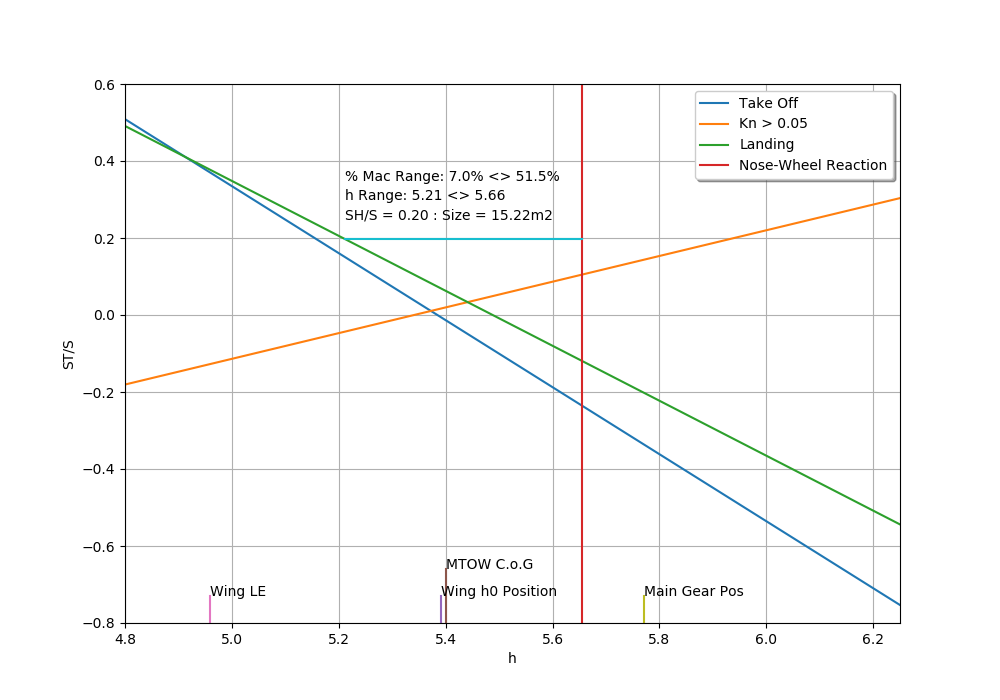 0.6
0.4
0.2
0.0
−0.2
−0.4
−0.6
−0.8
ST/S
Take Off
Kn > 0.05
Landing
Nose-Wheel Reaction
% Mac Range: 7.0% <> 51.5%
h Range: 5.21 <> 5.66
SH/S = 0.20 : Size = 15.22m2
MTOW C.o.G
Wing LE
Wing h0 Position
Main Gear Pos
4.8 5.0 5.2 5.4 5.6 5.8 6.0 6.2
h